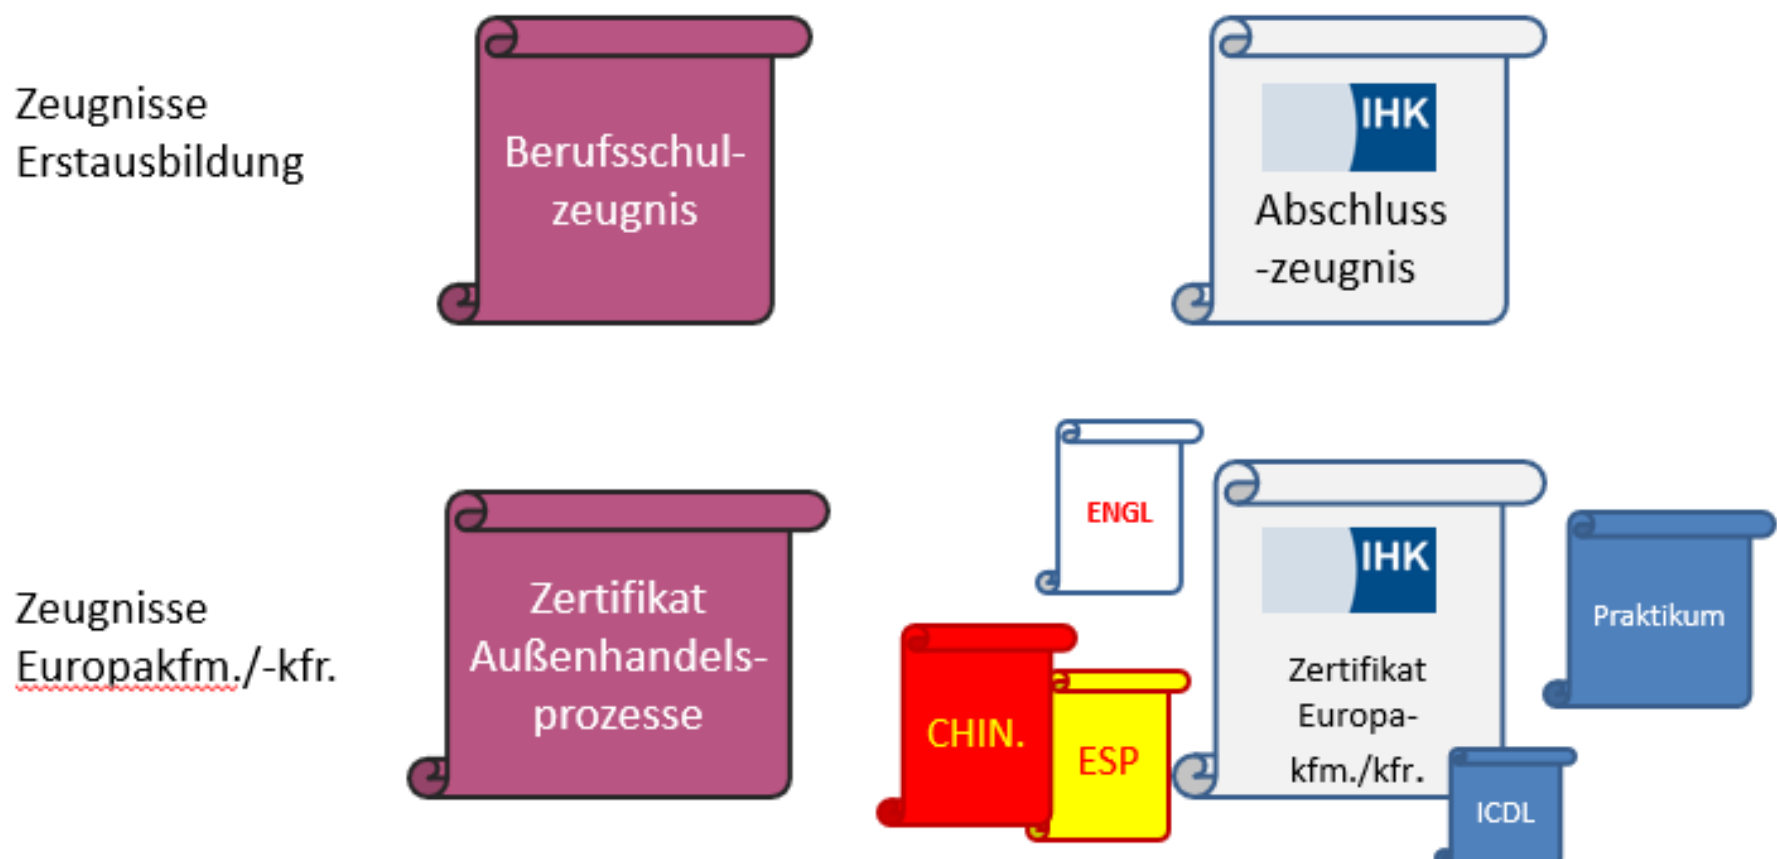 Zeugnisse
Erstausbildung
Berufsschul-
zeugnis
IHK
Abschluss
-zeugnis
Zeugnisse
Europakfm./-kfr.
Zertifikat
Außenhandels-
prozesse
ENGL
CHIN.
ESP
IHK
Zertifikat
Europa-
kfm./kfr.
Praktikum
ICDL